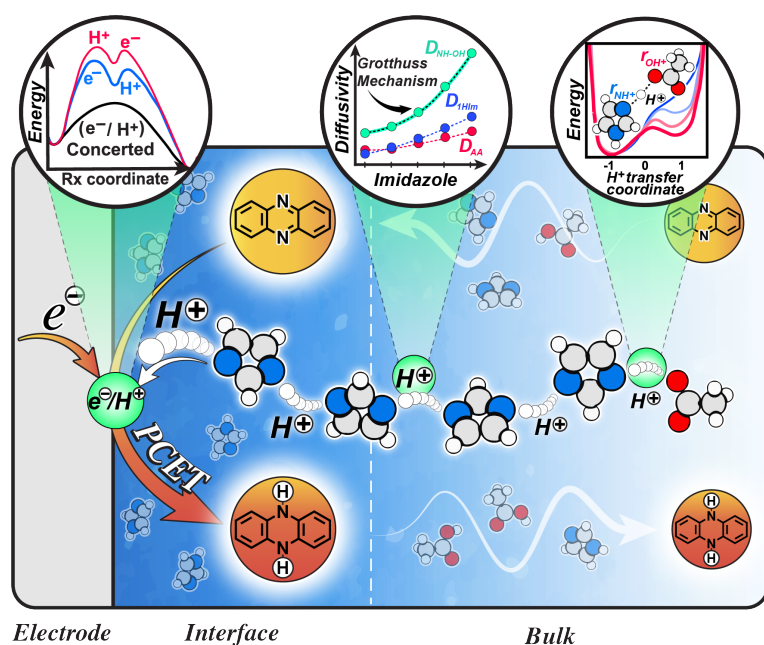 H⁺ e⁻
e⁻ H⁺
(e⁻/ H⁺)
Concerted
Energy
Rx coordinate
Grotthuss
Mechanism
D_NH-OH
D_1HIm
D_AA
Diffusivity
Imidazole
r_OH⁺
r_NH⁺
H⁺
Energy
-1 0 1
H⁺transfer
coordinate
N
N
N
N
e⊖
H⊕
e⊖/H⊕
H⊕
H⊕
H⊕
H⊕
PCET
H
N
N
H
H
N
N
H
Electrode
Interface
Bulk